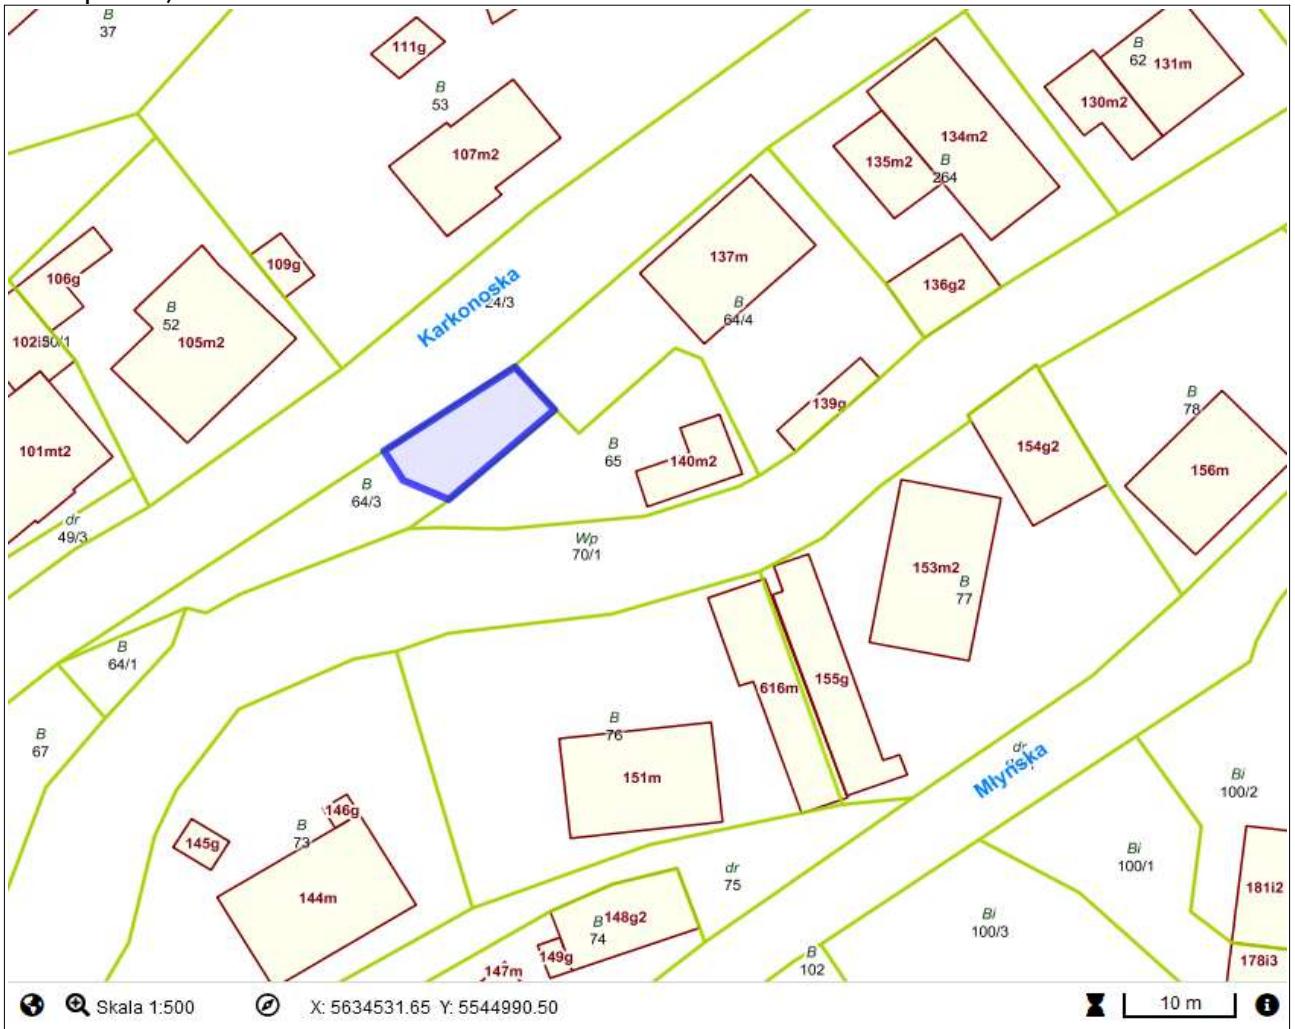 B
37
111g
B
53
107m2
B
62
131m
130m2
134m2
135m2
B
264
106g
109g
B
52
105m2
Karkonoska
24/3
137m
B
64/4
136g2
101mt2
139g
B
65
140m2
B
64/3
dr
49/3
Wp
70/1
B
78
154g2
156m
153m2
B
77
B
64/1
B
67
616m
155g
B
76
151m
dr
Młyńska
Bi
100/2
145g
146g
B
73
144m
Bi
100/1
dr
75
181i2
B
74
148g2
149g
147m
Bi
100/3
B
102
178i3
Skala 1:500
X: 5634531.65 Y: 5544990.50
10 m